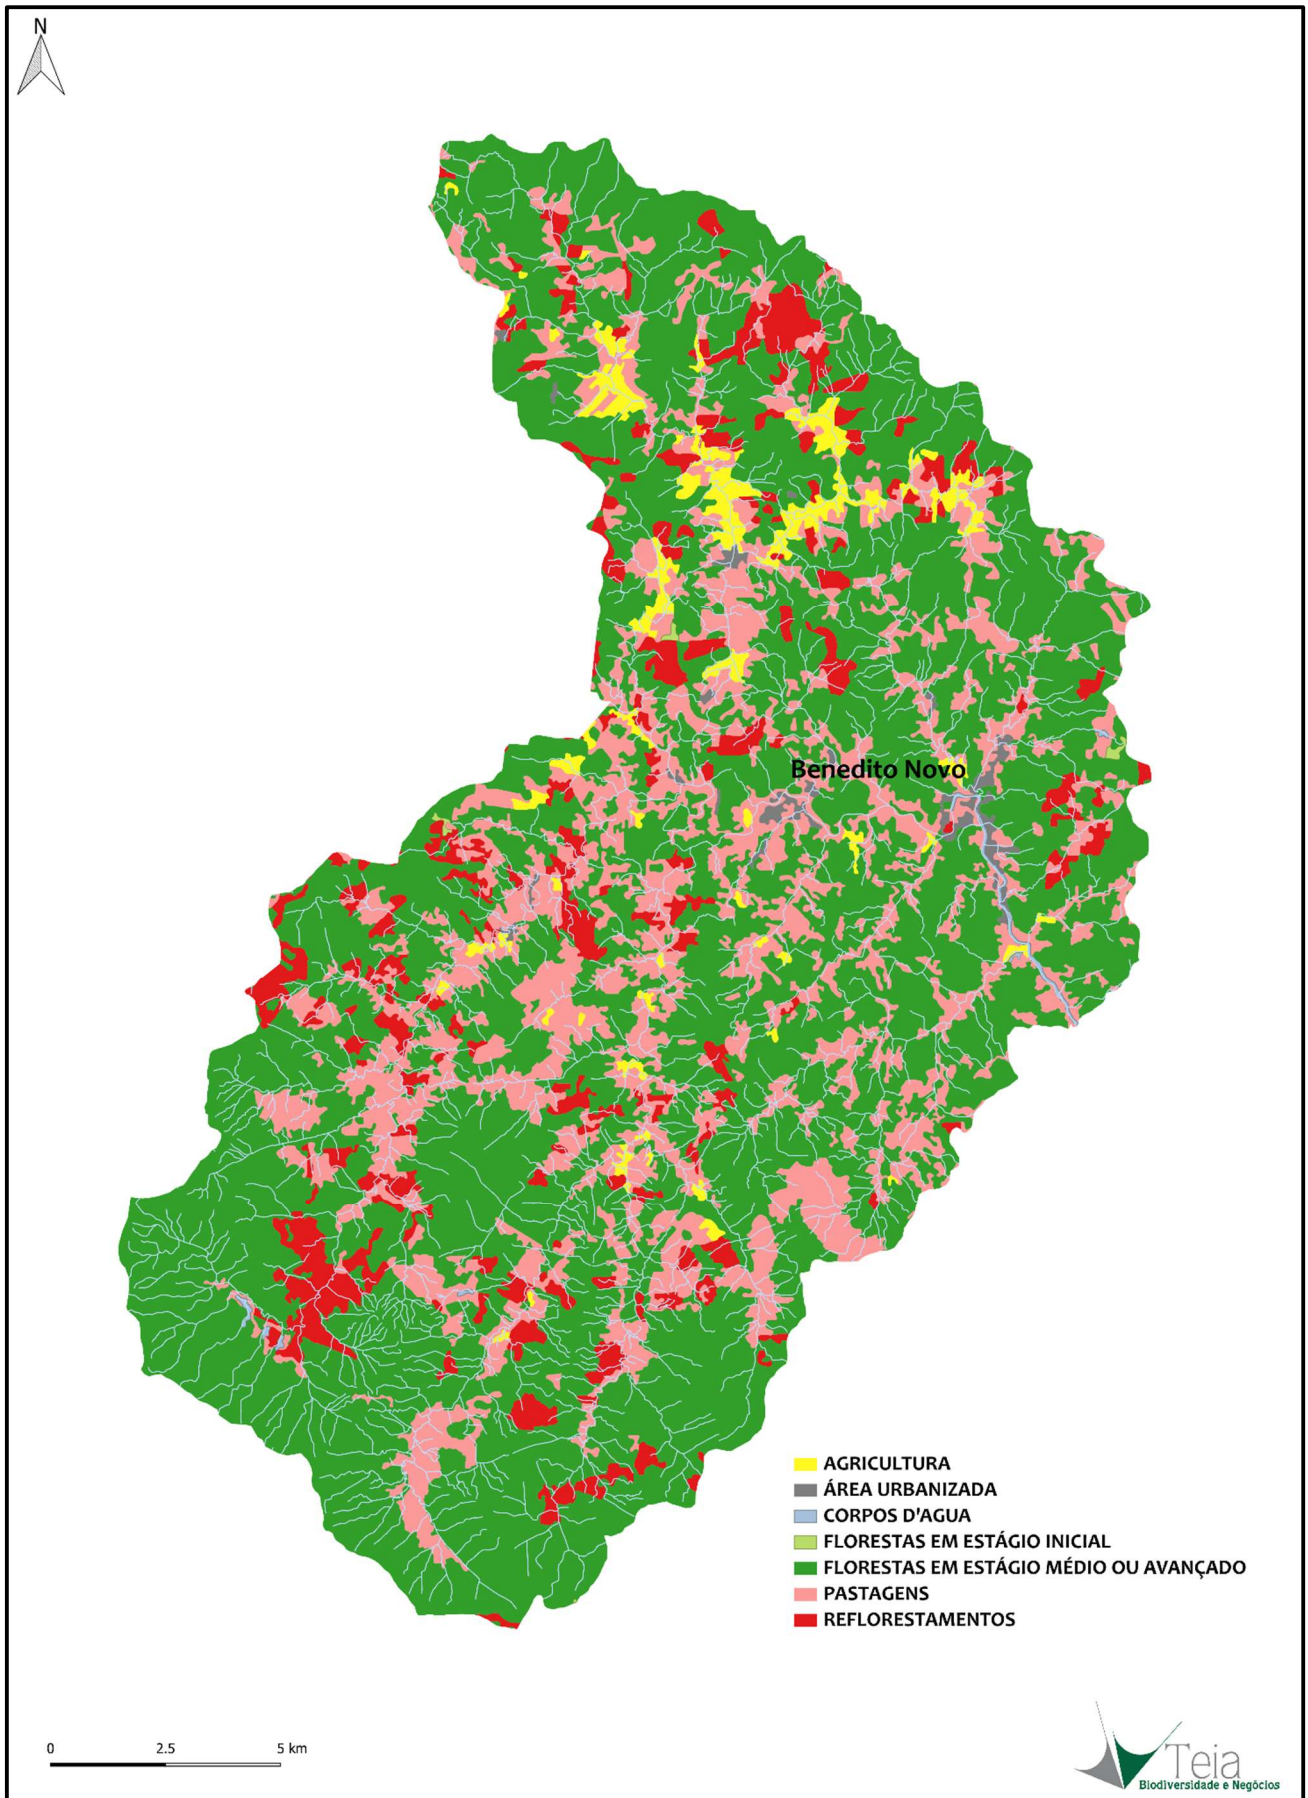 N
Benedito Novo
AGRICULTURA
ÁREA URBANIZADA
CORPOS D'AGUA
FLORESTAS EM ESTÁGIO INICIAL
FLORESTAS EM ESTÁGIO MÉDIO OU AVANÇADO
PASTAGENS
REFLORESTAMENTOS
0 2.5 5 km
Teia
Biodiversidade e Negócios